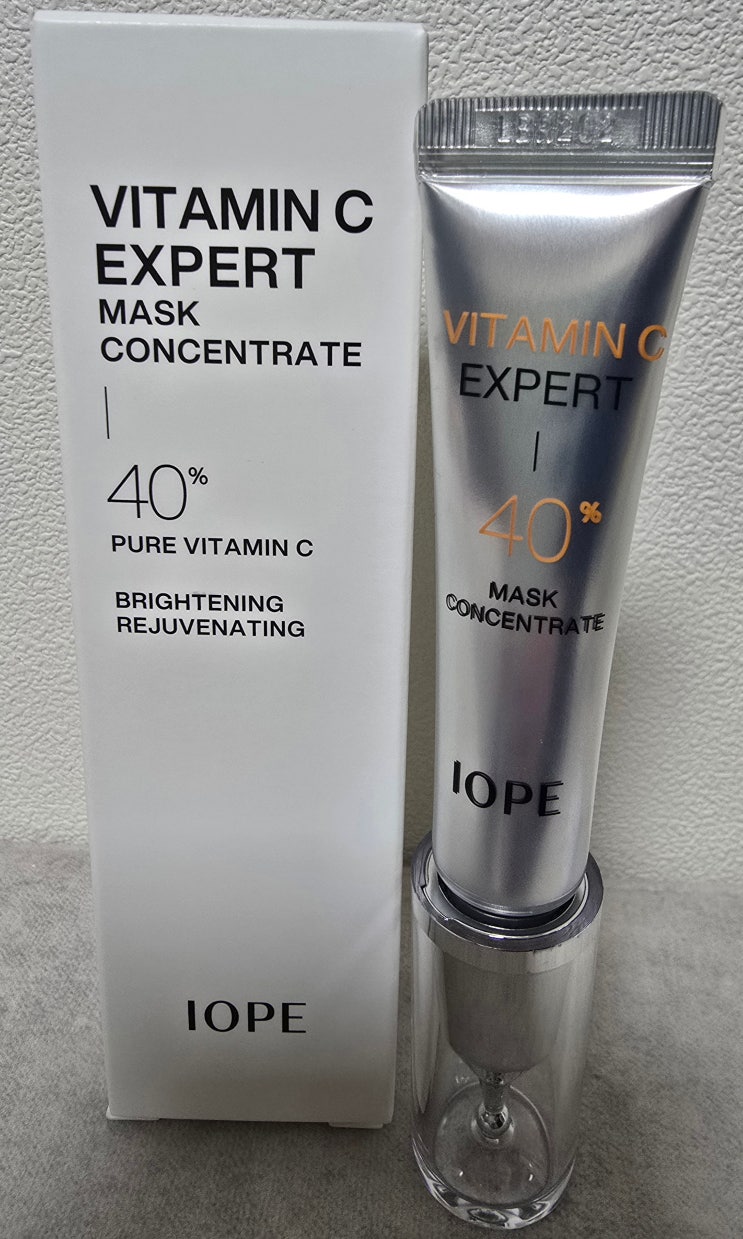 VITAMIN C
EXPERT
MASK
CONCENTRATE
40%
PURE VITAMIN C
BRIGHTENING
REJUVENATING
IOPE
VITAMIN C
EXPERT
40%
MASK
CONCENTRATE
IOPE